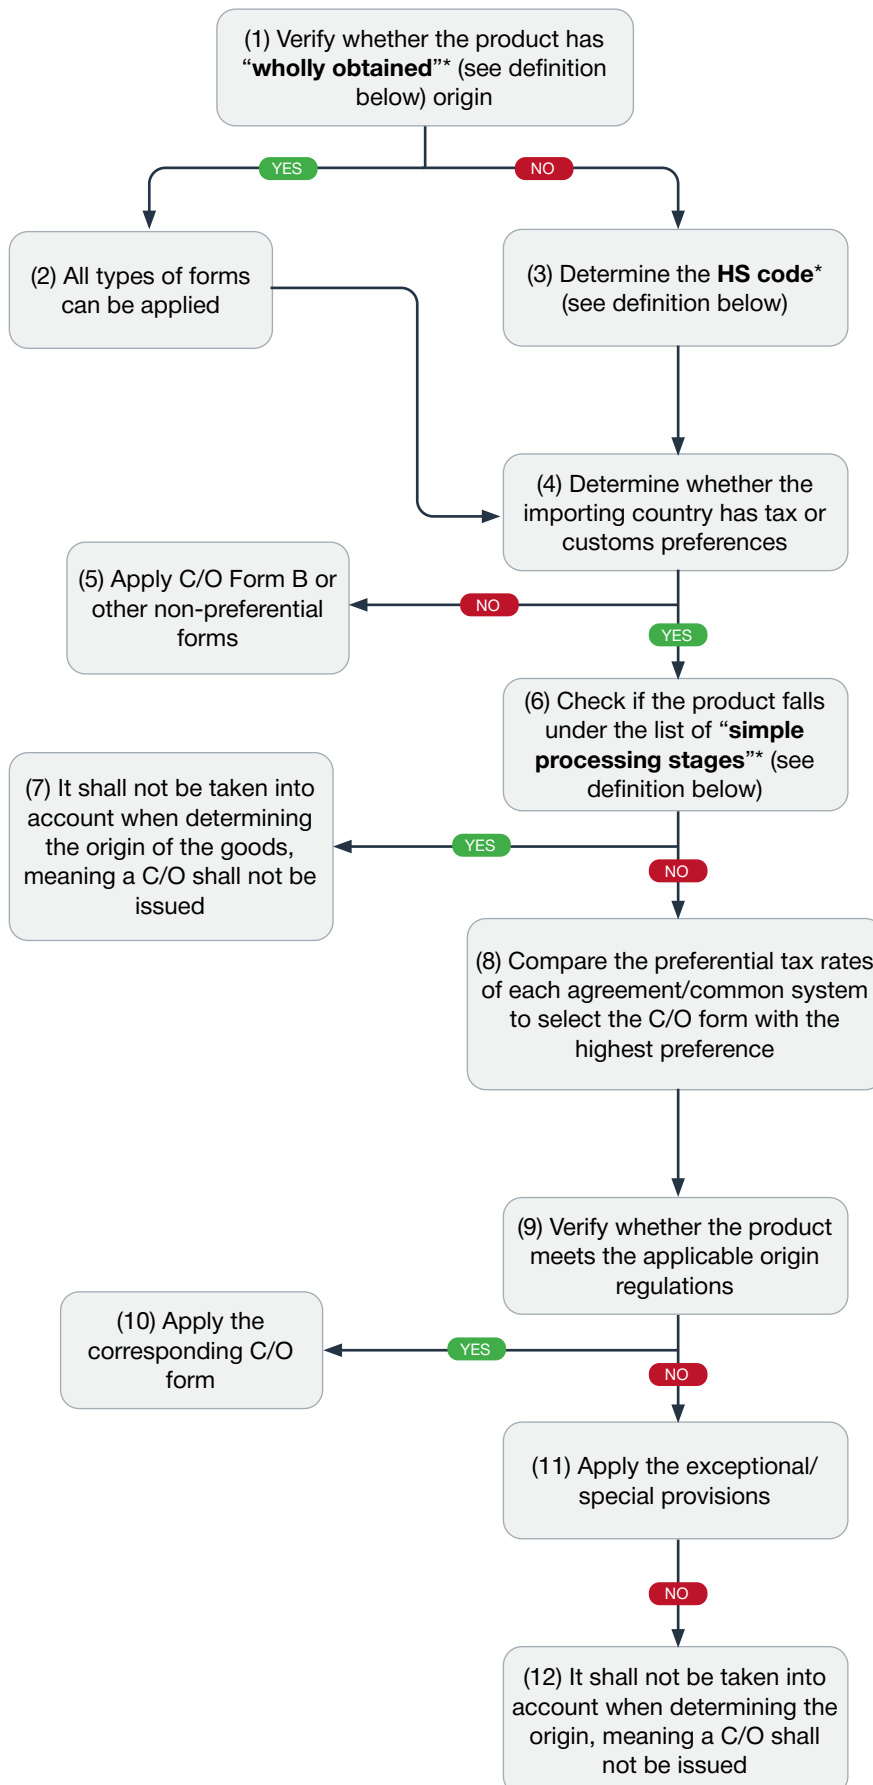 (1) Verify whether the product has
“wholly obtained”* (see definition
below) origin
YES
NO
(2) All types of forms
can be applied
(3) Determine the HS code*
(see definition below)
(4) Determine whether the
importing country has tax or
customs preferences
(5) Apply C/O Form B or
other non-preferential
forms
NO
YES
(6) Check if the product falls
under the list of “simple
processing stages”* (see
definition below)
(7) It shall not be taken into
account when determining
the origin of the goods,
meaning a C/O shall not be
issued
YES
NO
(8) Compare the preferential tax rates
of each agreement/common system
to select the C/O form with the
highest preference
(9) Verify whether the product
meets the applicable origin
regulations
(10) Apply the
corresponding C/O
form
YES
NO
(11) Apply the exceptional/
special provisions
NO
(12) It shall not be taken into
account when determining the
origin, meaning a C/O shall
not be issued